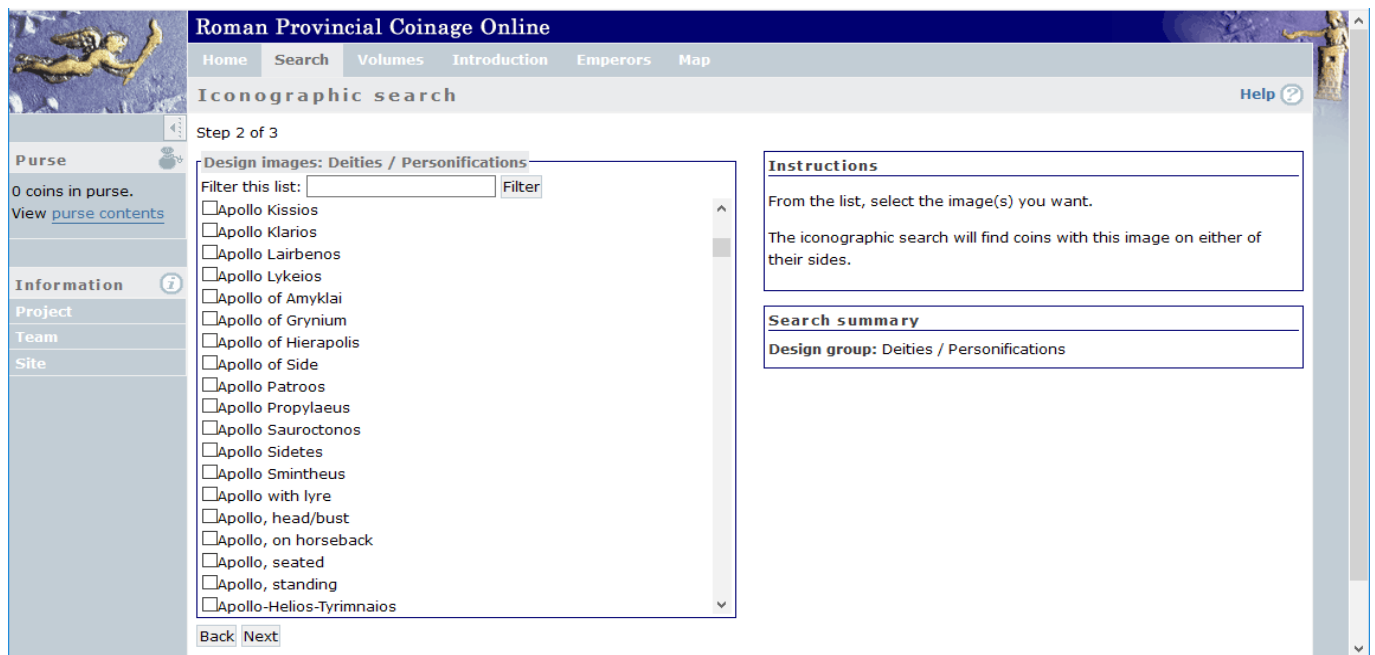 Roman Provincial Coinage Online
Home Search Volumes Introduction Emperors Map
Iconographic search
Help ?
Step 2 of 3
Purse
0 coins in purse.
View purse contents
Information i
Project
Team
Site
Design images: Deities / Personifications
Filter this list: Filter
Apollo Kissios
Apollo Klarios
Apollo Lairbenos
Apollo Lykeios
Apollo of Amyklai
Apollo of Grynium
Apollo of Hierapolis
Apollo of Side
Apollo Patroos
Apollo Propylaeus
Apollo Sauroctonos
Apollo Sidetes
Apollo Smintheus
Apollo with lyre
Apollo, head/bust
Apollo, on horseback
Apollo, seated
Apollo, standing
Apollo-Helios-Tyrimnaios
Back Next
Instructions
From the list, select the image(s) you want.
The iconographic search will find coins with this image on either of
their sides.
Search summary
Design group: Deities / Personifications